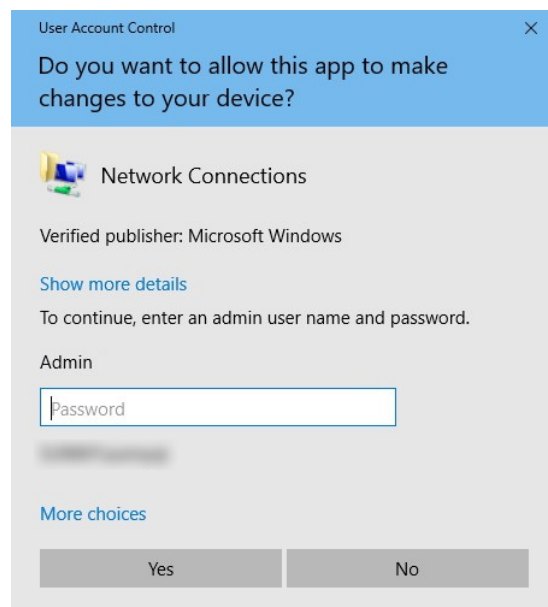 User Account Control
Do you want to allow this app to make
changes to your device?
Network Connections
Verified publisher: Microsoft Windows
Show more details
To continue, enter an admin user name and password.
Admin
Password
More choices
Yes No